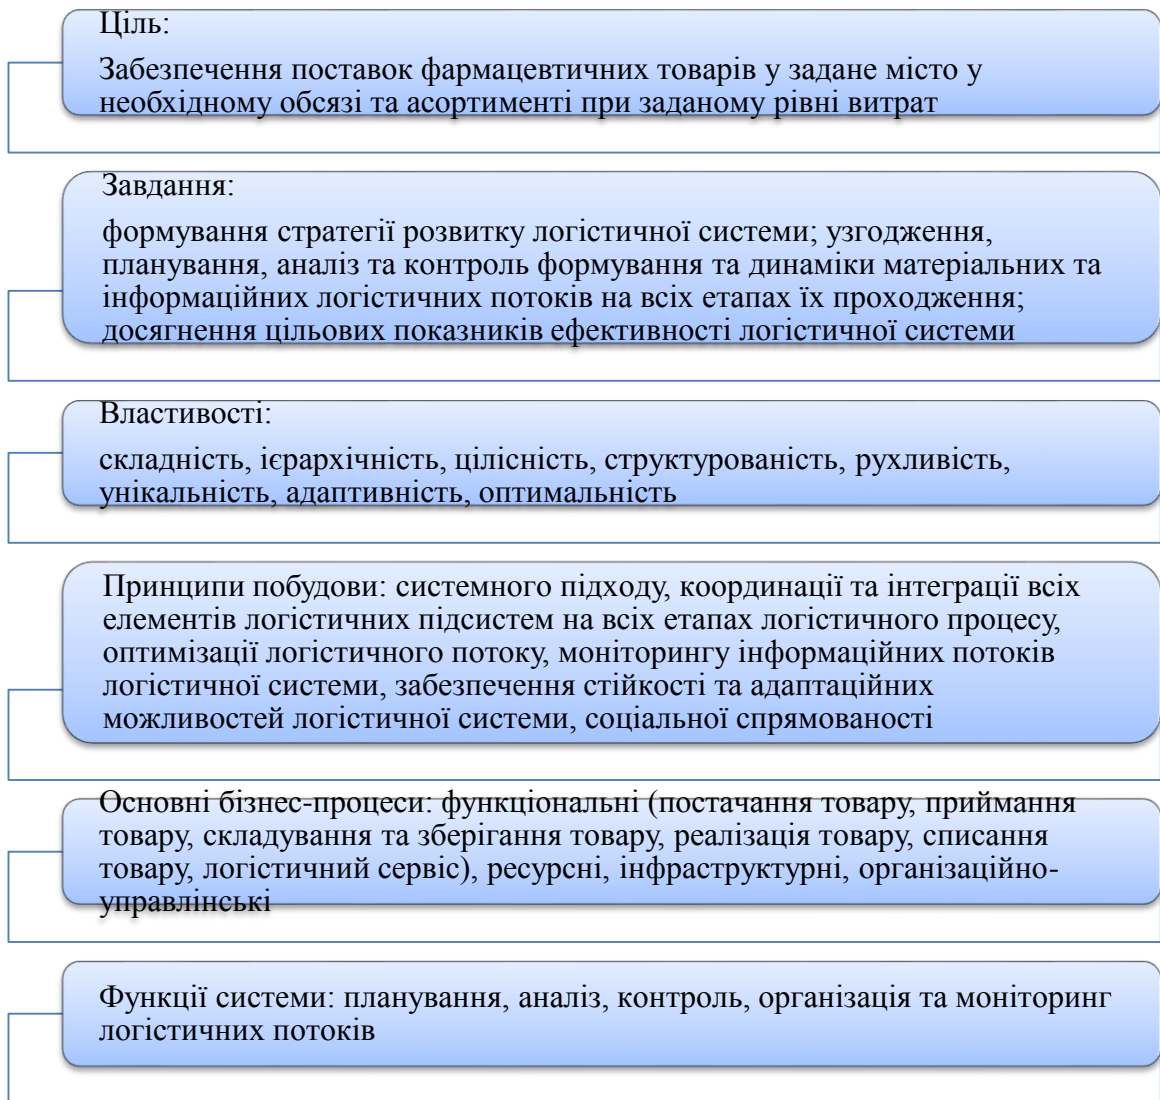 Ціль:
Забезпечення поставок фармацевтичних товарів у задане місто у
необхідному обсязі та асортименті при заданому рівні витрат
Завдання:
формування стратегії розвитку логістичної системи; узгодження,
планування, аналіз та контроль формування та динаміки матеріальних та
інформаційних логістичних потоків на всіх етапах їх проходження;
досягнення цільових показників ефективності логістичної системи
Властивості:
складність, ієрархічність, цілісність, структурованість, рухливість,
унікальність, адаптивність, оптимальність
Принципи побудови: системного підходу, координації та інтеграції всіх
елементів логістичних підсистем на всіх етапах логістичного процесу,
оптимізації логістичного потоку, моніторингу інформаційних потоків
логістичної системи, забезпечення стійкості та адаптаційних
можливостей логістичної системи, соціальної спрямованості
Основні бізнес-процеси: функціональні (постачання товару, приймання
товару, складування та зберігання товару, реалізація товару, списання
товару, логістичний сервіс), ресурсні, інфраструктурні, організаційно-
управлінські
Функції системи: планування, аналіз, контроль, організація та моніторинг
логістичних потоків